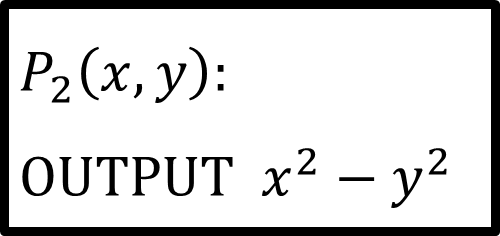 P₂(x, y):
OUTPUT x² − y²